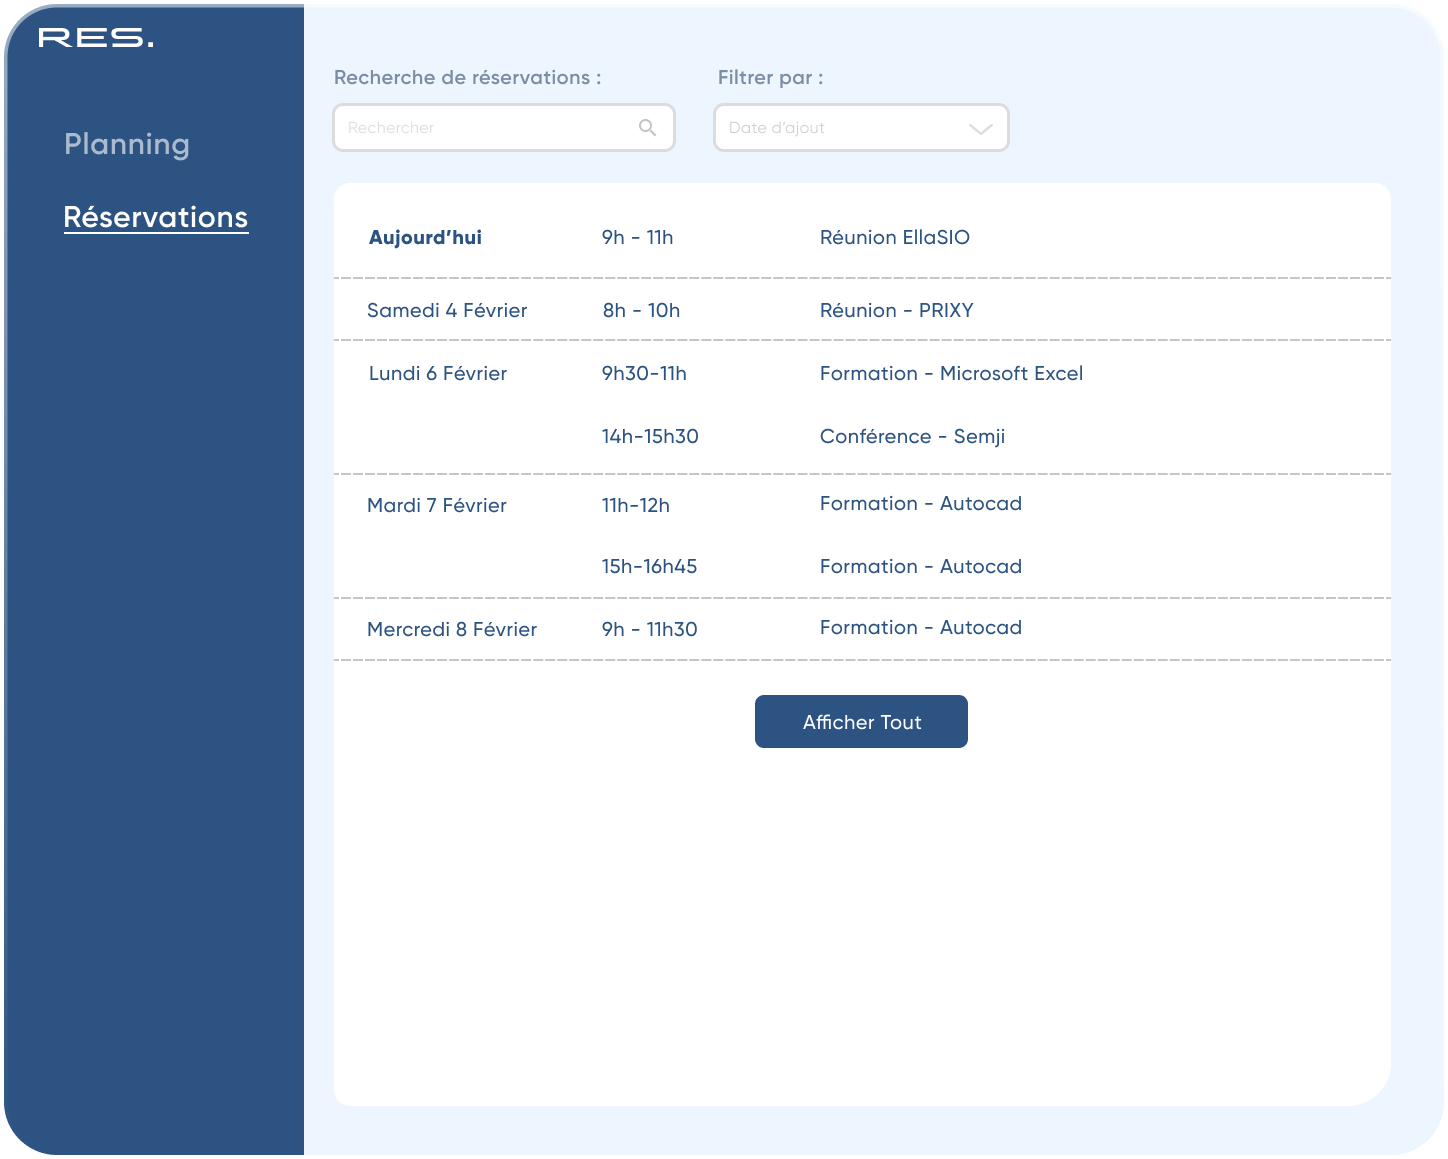 RES.
Planning
Réservations
Recherche de réservations :
Filtrer par :
Rechercher
Date d’ajout
Aujourd’hui 9h - 11h Réunion EllaSIO
Samedi 4 Février 8h - 10h Réunion - PRIXY
Lundi 6 Février 9h30-11h Formation - Microsoft Excel
14h-15h30 Conférence - Semji
Mardi 7 Février 11h-12h Formation - Autocad
15h-16h45 Formation - Autocad
Mercredi 8 Février 9h - 11h30 Formation - Autocad
Afficher Tout